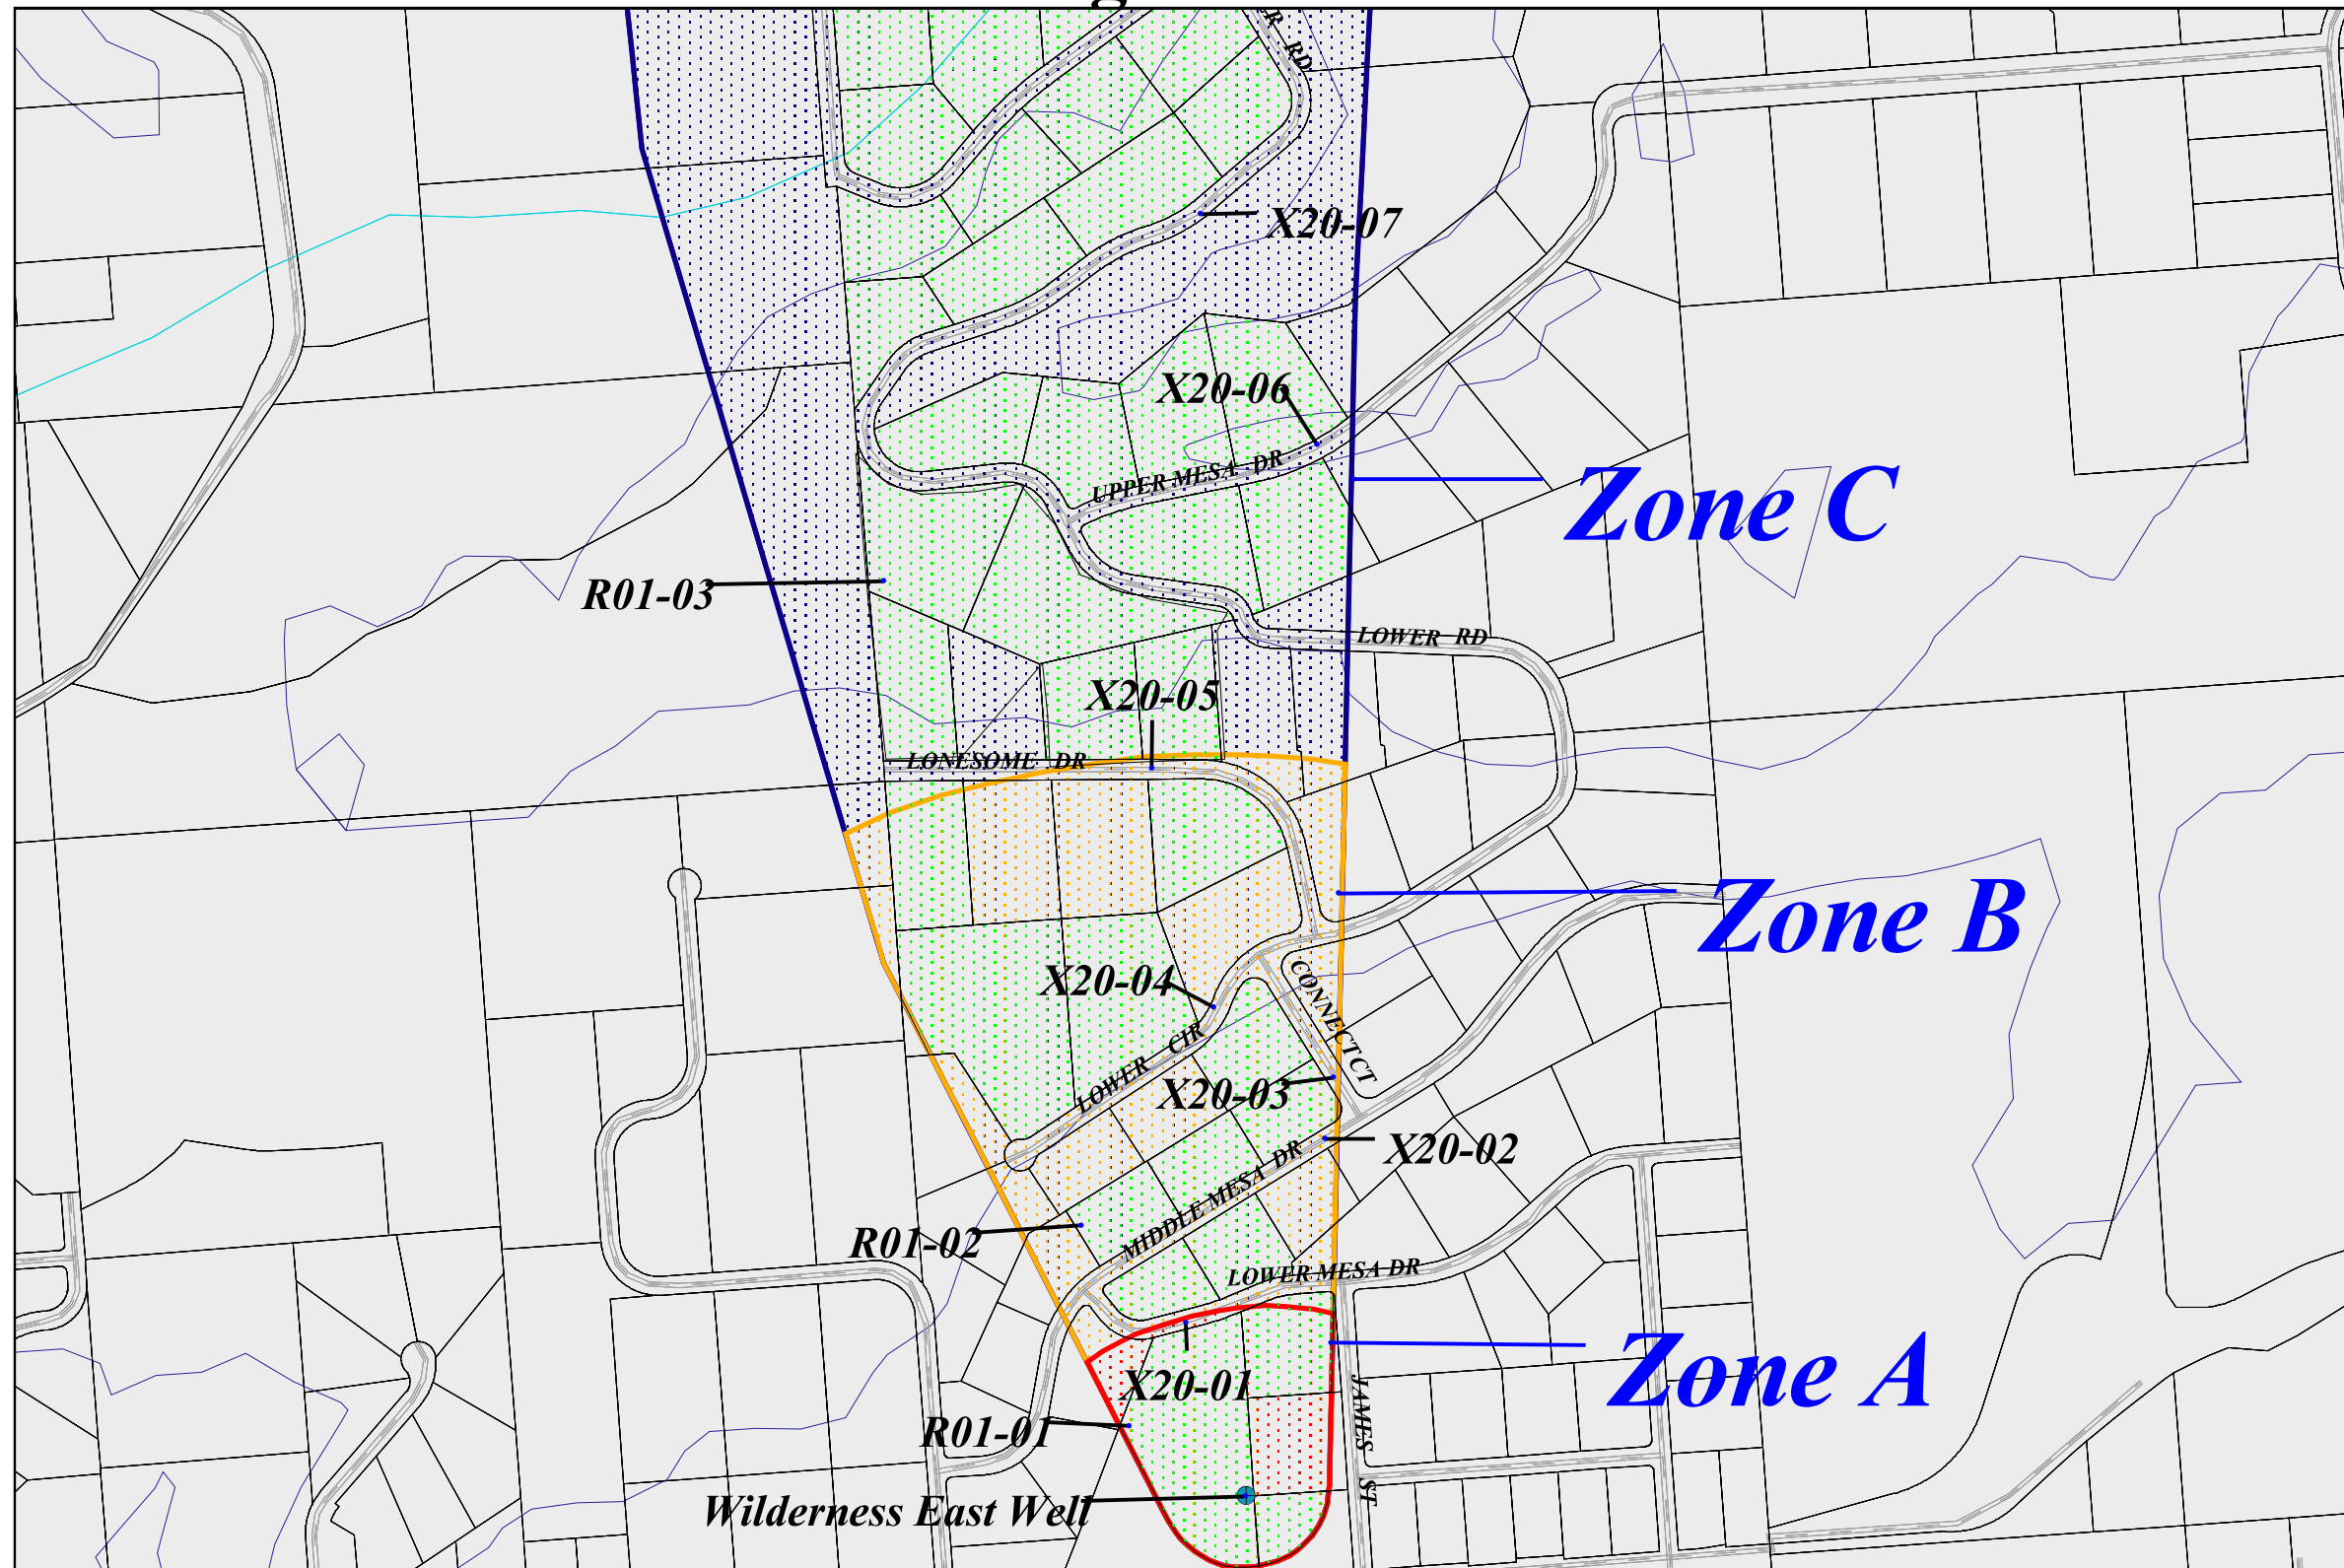 R RD
X20-07
X20-06
UPPER MESA DR
Zone C
R01-03
LOWER RD
X20-05
LONESOME DR
Zone B
X20-04
CONNECT CT
LOWER CIR
X20-03
X20-02
MIDDLE MESA DR
R01-02
LOWER MESA DR
Zone A
X20-01
JAMES ST
R01-01
Wilderness East Well